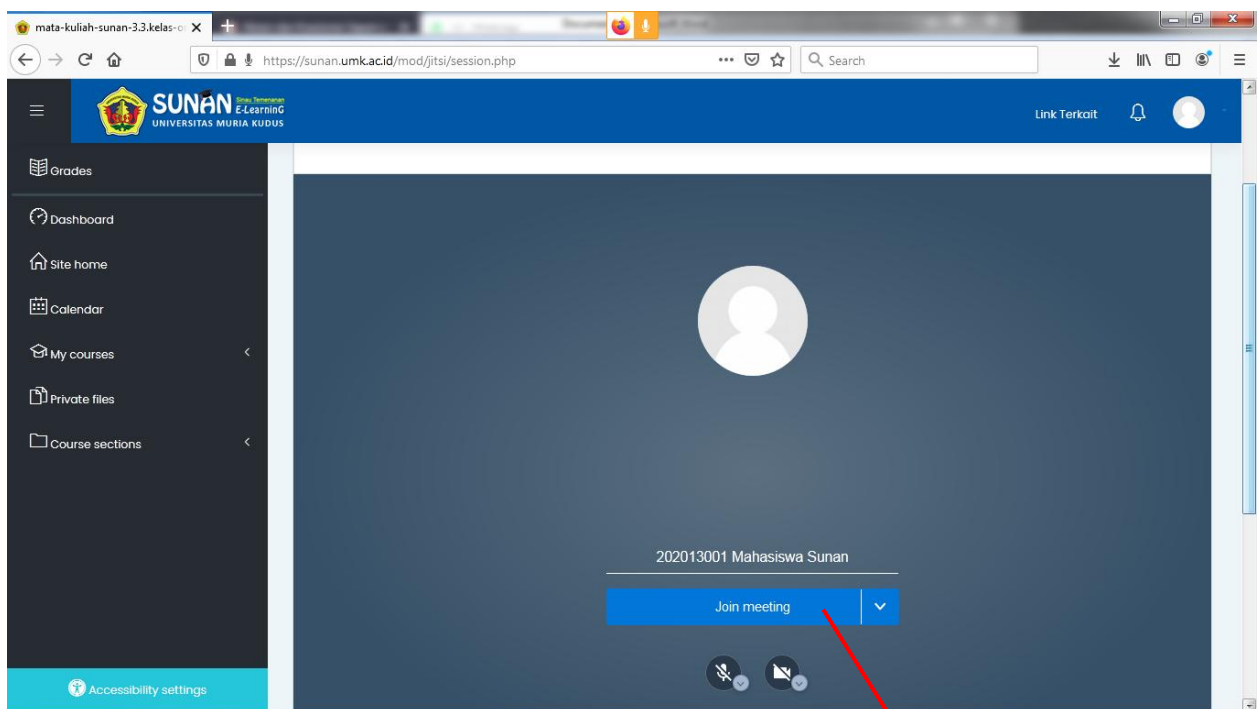 mata-kuliah-sunan-3.3.kelas-o
https://sunan.umk.ac.id/mod/jitsi/session.php
Search
SUNAN Sinau Temenanan
E-Learning
UNIVERSITAS MURIA KUDUS
Link Terkait
Grades
Dashboard
Site home
Calendar
My courses
Private files
Course sections
Accessibility settings
202013001 Mahasiswa Sunan
Join meeting